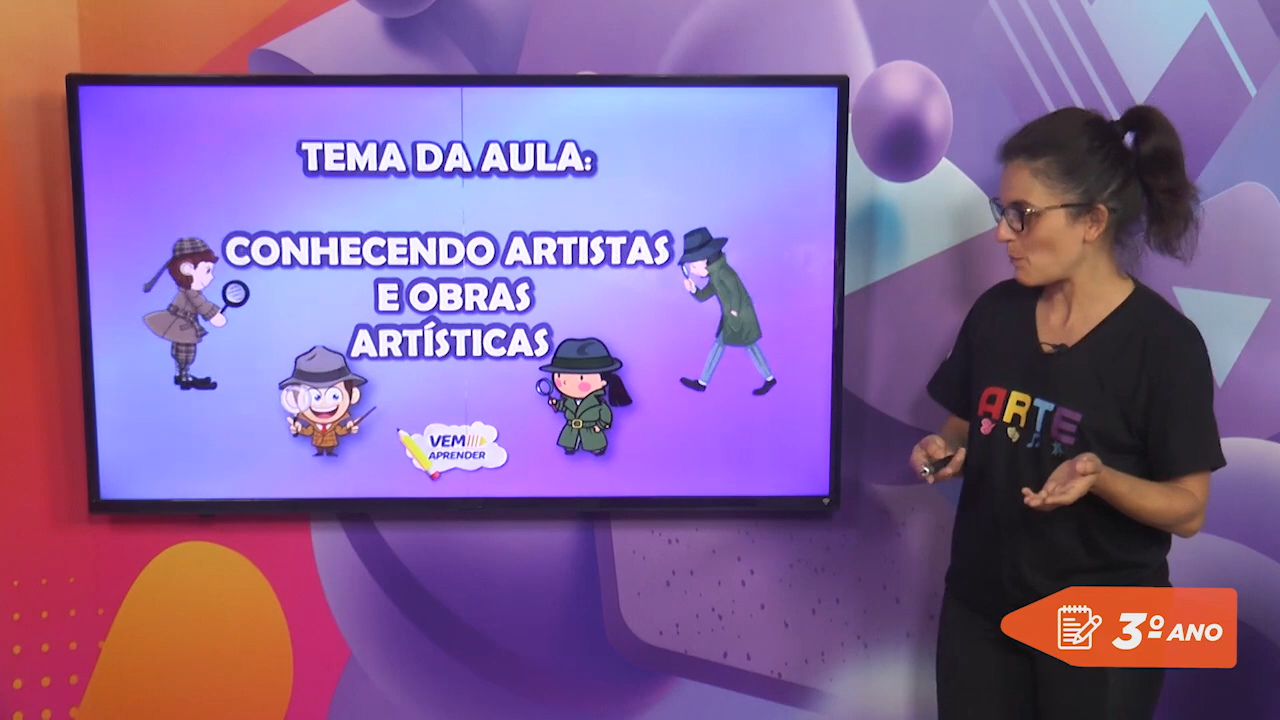 TEMA DA AULA:
CONHECENDO ARTISTAS
E OBRAS
ARTÍSTICAS
VEM
APRENDER
ARTE
3º ANO